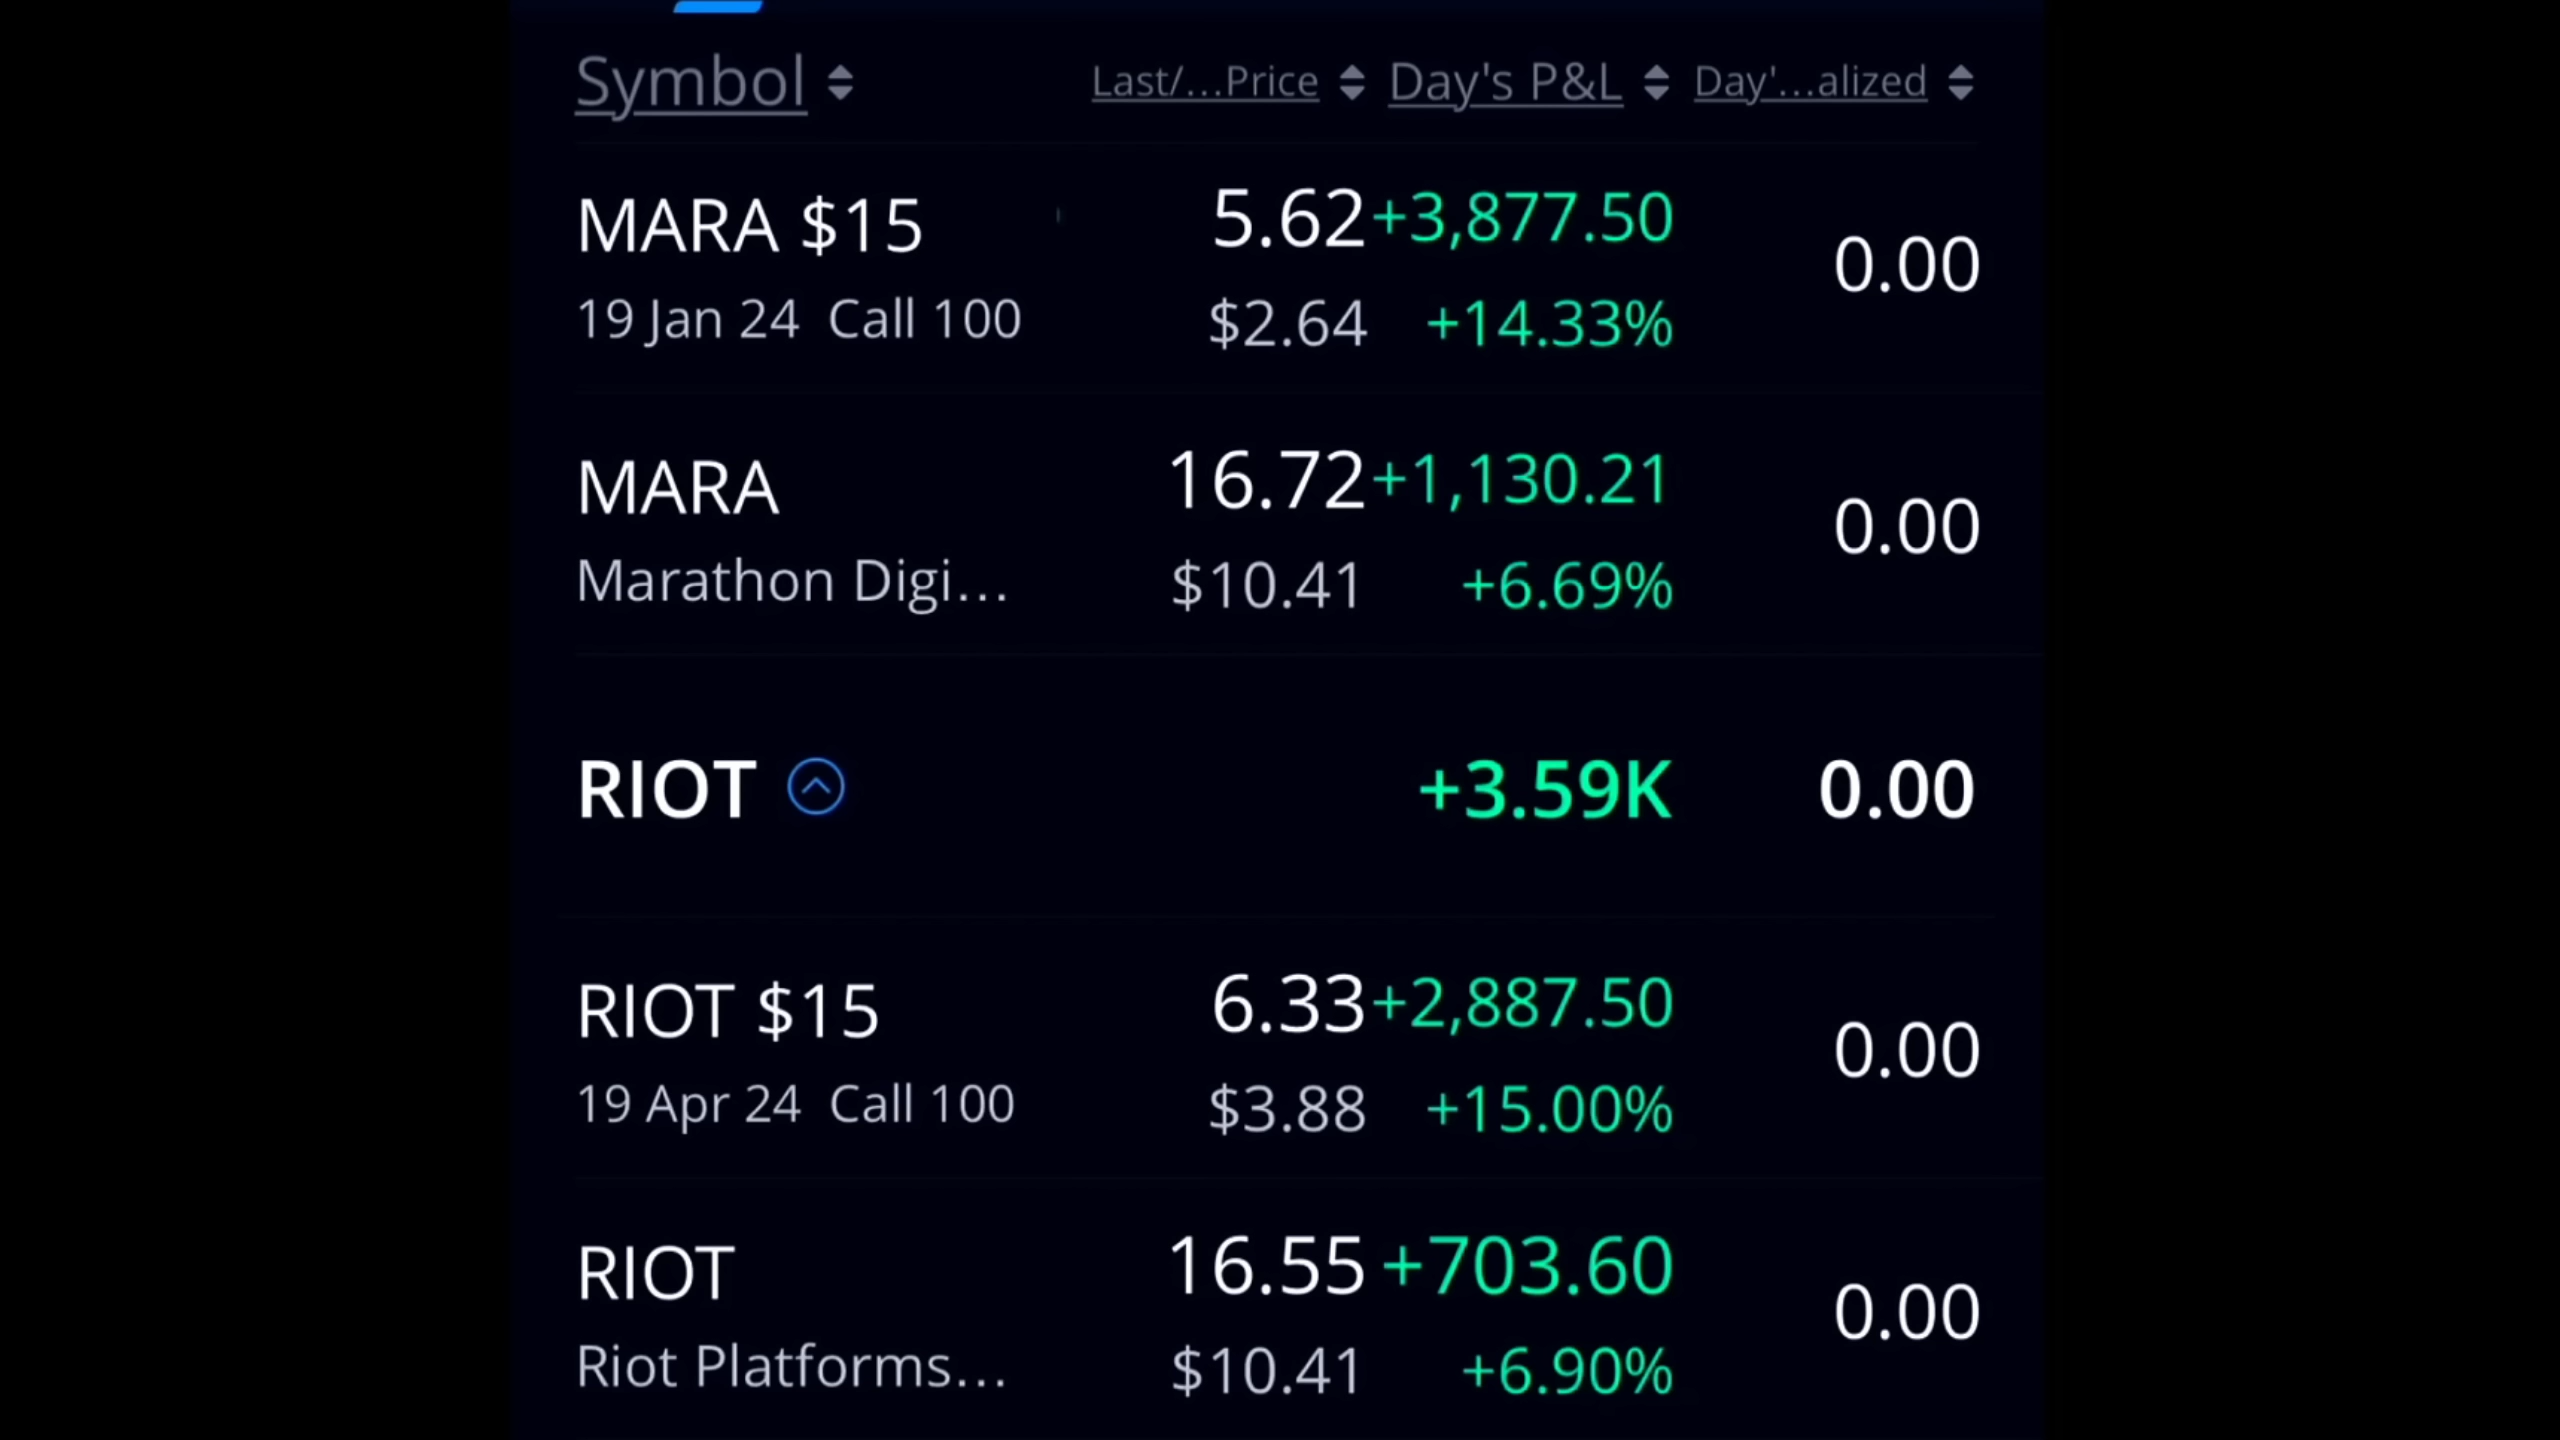 Symbol Last/...Price Day's P&L Day'...alized
MARA $15 5.62 +3,877.50 0.00
19 Jan 24 Call 100 $2.64 +14.33%
MARA 16.72 +1,130.21 0.00
Marathon Digi... $10.41 +6.69%
RIOT +3.59K 0.00
RIOT $15 6.33 +2,887.50 0.00
19 Apr 24 Call 100 $3.88 +15.00%
RIOT 16.55 +703.60 0.00
Riot Platforms... $10.41 +6.90%